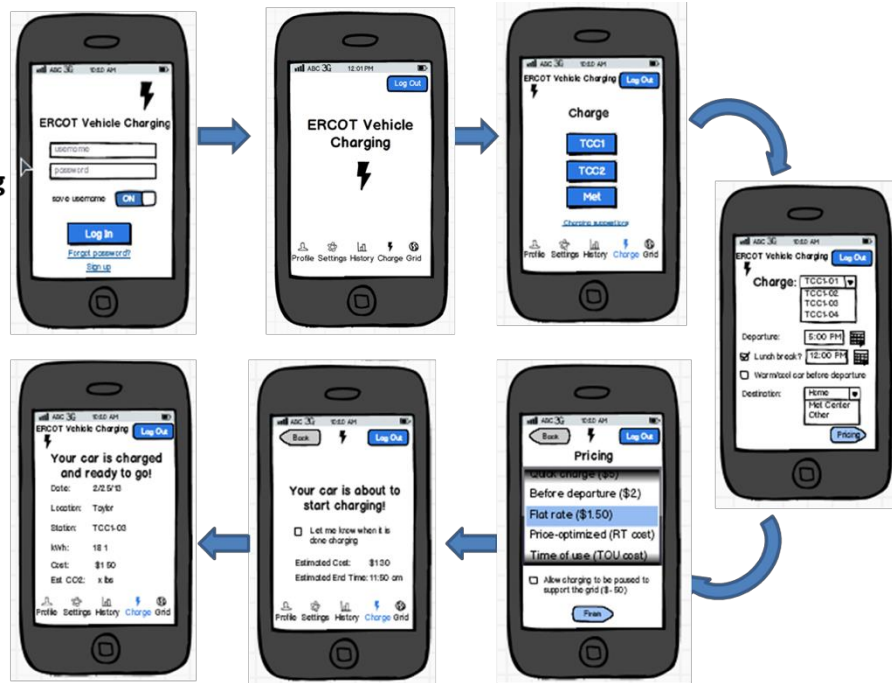 ABC 3G 10:50 AM
ERCOT Vehicle Charging
username
password
save username ON
Log In
Forgot password?
Sign up
g
ABC 3G 12:01 PM
Log Out
ERCOT Vehicle
Charging
Profile Settings History Charge Grid
ABC 3G 10:50 AM
ERCOT Vehicle Charging Log Out
Charge
TCC1
TCC2
Met
Charging suggestions
Profile Settings History Charge Grid
ABC 3G 10:50 AM
ERCOT Vehicle Charging Log Out
Charge: TCC1-01
TCC1-02
TCC1-03
TCC1-04
Departure: 5:00 PM
Lunch break? 12:00 PM
Warm/cool car before departure
Destination: Home
Met Center
Other
Pricing
ABC 3G 10:50 AM
Back Log Out
Pricing
Quick charge ($5)
Before departure ($2)
Flat rate ($1.50)
Price-optimized (RT cost)
Time of use (TOU cost)
Allow charging to be paused to
support the grid ($-.50)
Finish
ABC 3G 10:50 AM
Back Log Out
Your car is about to
start charging!
Let me know when it is
done charging
Estimated Cost: $1.30
Estimated End Time: 11:50 am
Profile Settings History Charge Grid
ABC 3G 10:50 AM
ERCOT Vehicle Charging Log Out
Your car is charged
and ready to go!
Date: 2/25/13
Location: Taylor
Station: TCC1-03
kWh: 18.1
Cost: $1.50
Est CO2: x lbs
Profile Settings History Charge Grid